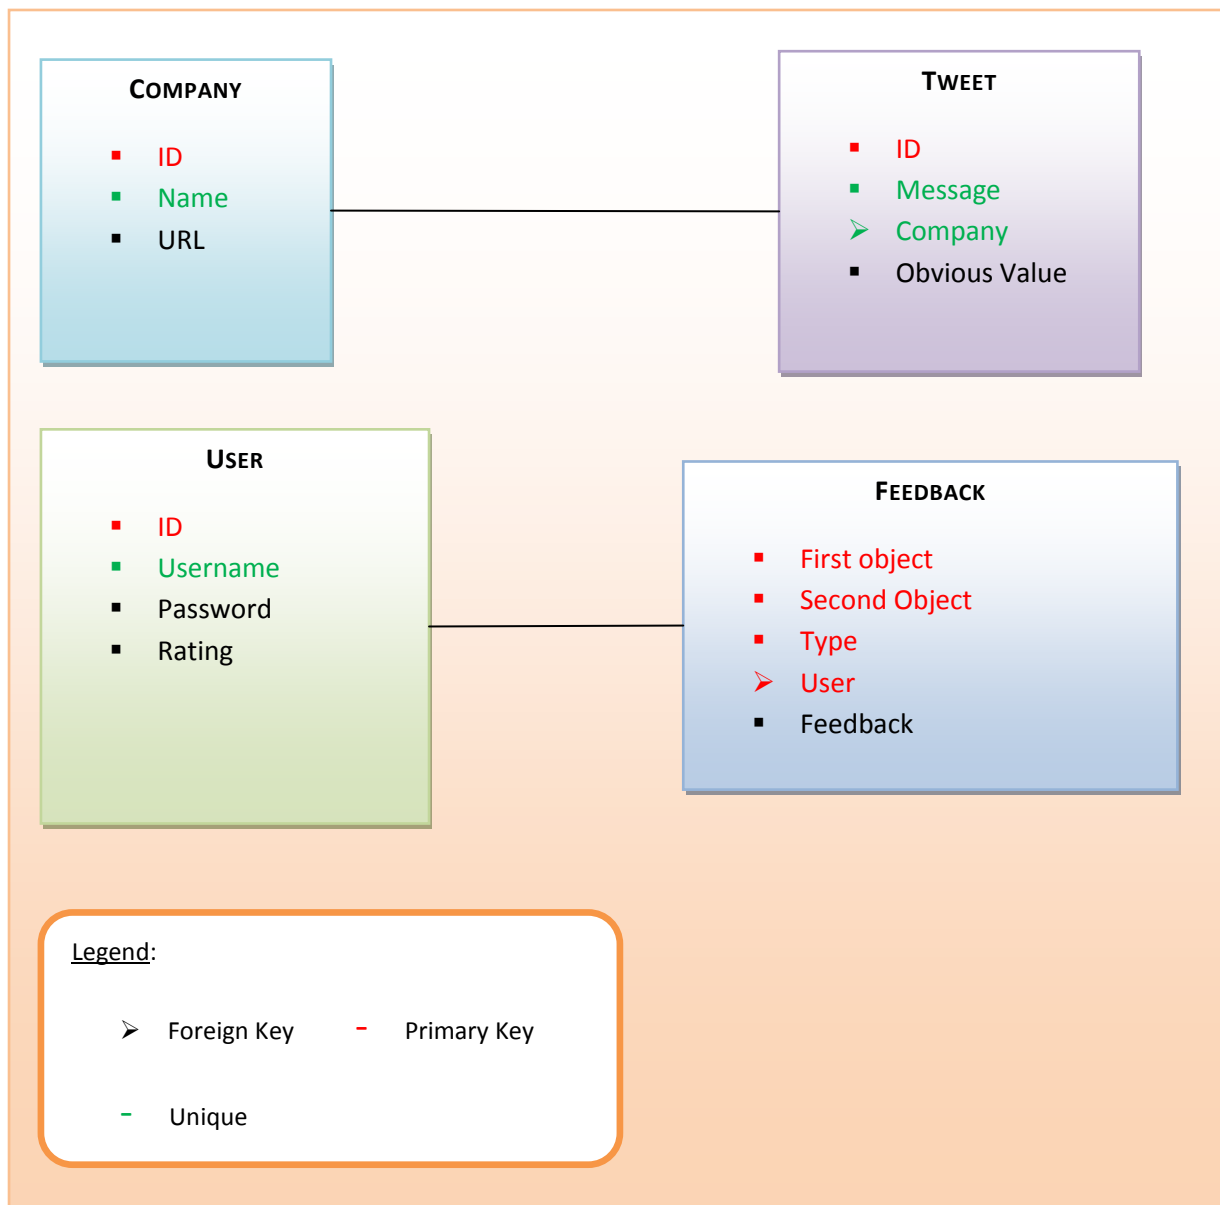 COMPANY
ID
Name
URL
TWEET
ID
Message
Company
Obvious Value
USER
ID
Username
Password
Rating
FEEDBACK
First object
Second Object
Type
User
Feedback
Legend:
Foreign Key
Primary Key
Unique